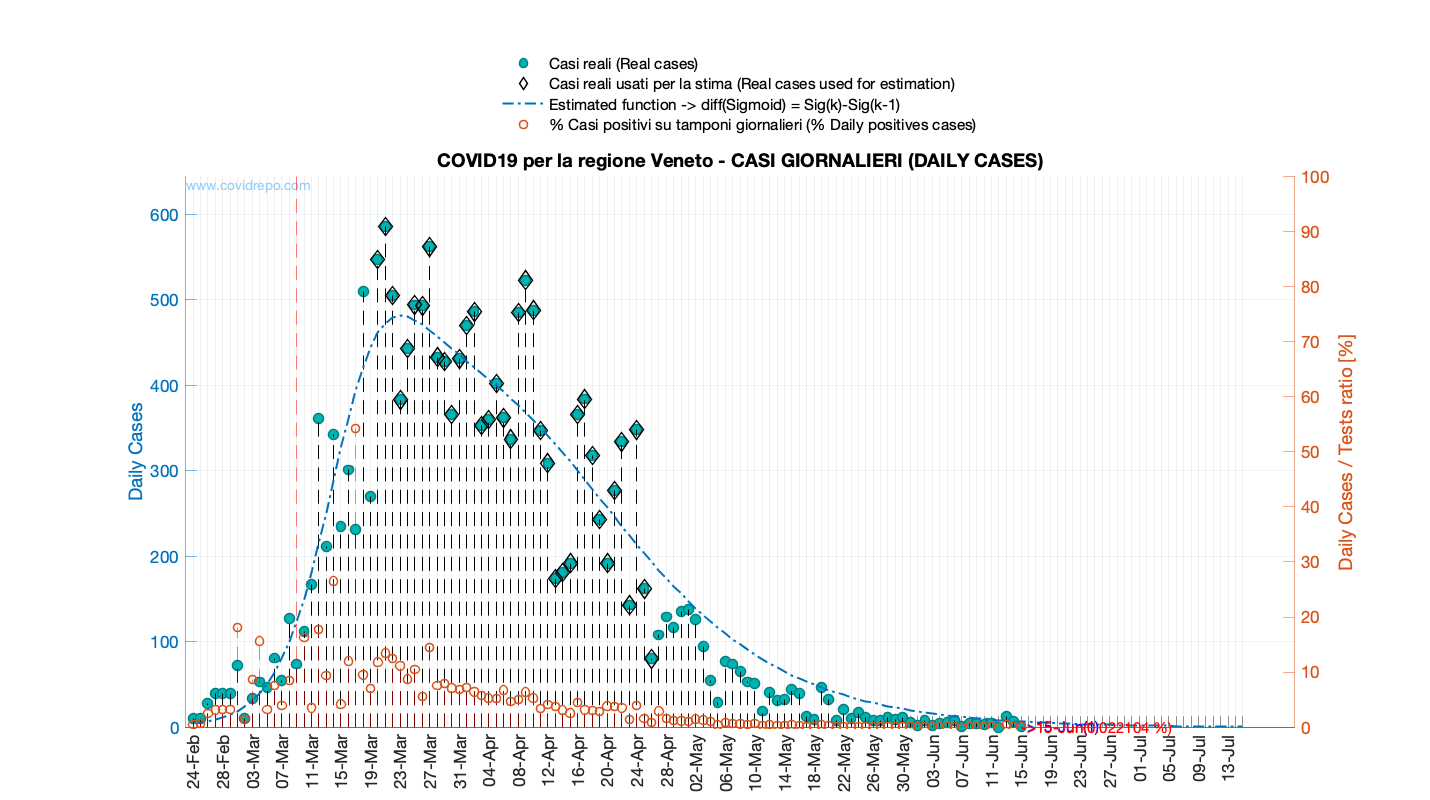 Casi reali (Real cases)
Casi reali usati per la stima (Real cases used for estimation)
Estimated function -> diff(Sigmoid) = Sig(k)-Sig(k-1)
% Casi positivi su tamponi giornalieri (% Daily positives cases)
COVID19 per la regione Veneto - CASI GIORNALIERI (DAILY CASES)
www.covidrepo.com
Daily Cases
600
500
400
300
200
100
0
100
90
80
70
60
50
40
30
20
10
0
Daily Cases / Tests ratio [%]
24-Feb
28-Feb
03-Mar
07-Mar
11-Mar
15-Mar
19-Mar
23-Mar
27-Mar
31-Mar
04-Apr
08-Apr
12-Apr
16-Apr
20-Apr
24-Apr
28-Apr
02-May
06-May
10-May
14-May
18-May
22-May
26-May
30-May
03-Jun
07-Jun
11-Jun
15-Jun
19-Jun
23-Jun
27-Jun
01-Jul
05-Jul
09-Jul
13-Jul